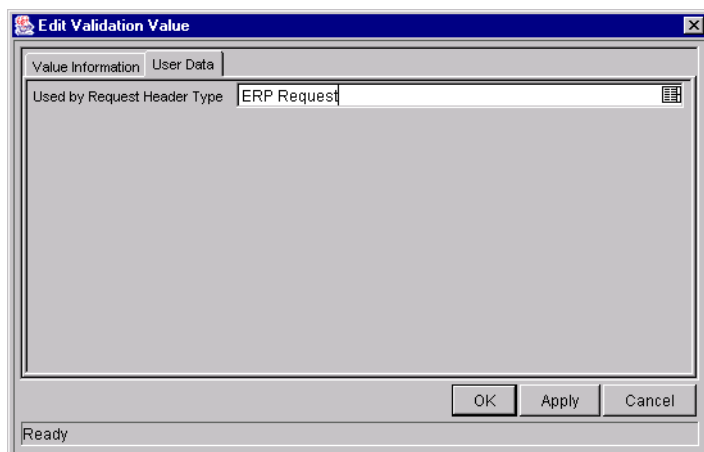 Edit Validation Value
Value Information User Data
Used by Request Header Type ERP Request
OK Apply Cancel
Ready